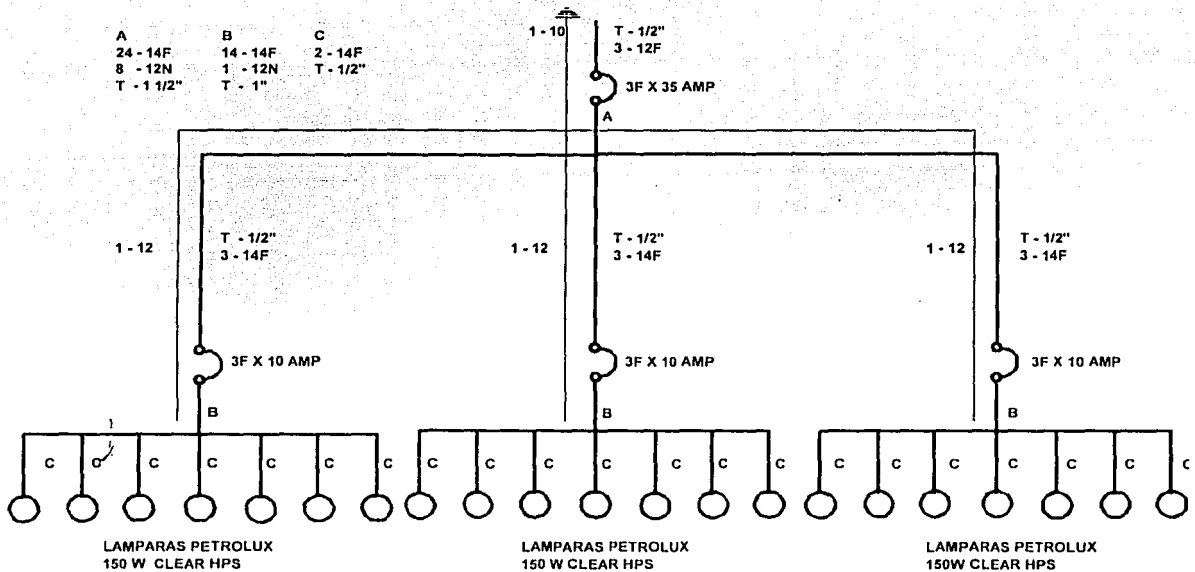 A B C
24 - 14F 14 - 14F 2 - 14F
8 - 12N 1 - 12N T - 1/2"
T - 1 1/2" T - 1"
1 - 10 T - 1/2"
3 - 12F
3F X 35 AMP
A
1 - 12 T - 1/2" 1 - 12 T - 1/2" 1 - 12 T - 1/2"
3 - 14F 3 - 14F 3 - 14F
3F X 10 AMP 3F X 10 AMP 3F X 10 AMP
B B B
C C C C C C C C C C C C C C C C C C C C C
LAMPARAS PETROLUX LAMPARAS PETROLUX LAMPARAS PETROLUX
150 W CLEAR HPS 150 W CLEAR HPS 150W CLEAR HPS